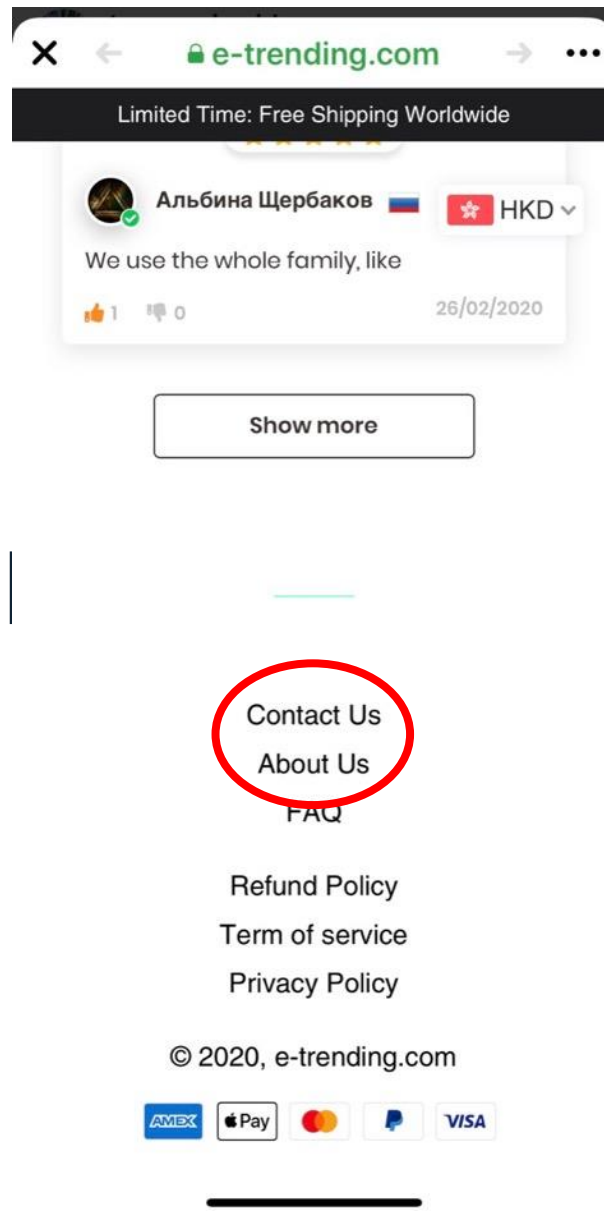 e-trending.com
Limited Time: Free Shipping Worldwide
Альбина Щербаков
HKD
We use the whole family, like
1 0 26/02/2020
Show more
Contact Us
About Us
FAQ
Refund Policy
Term of service
Privacy Policy
© 2020, e-trending.com
AMEX Pay VISA